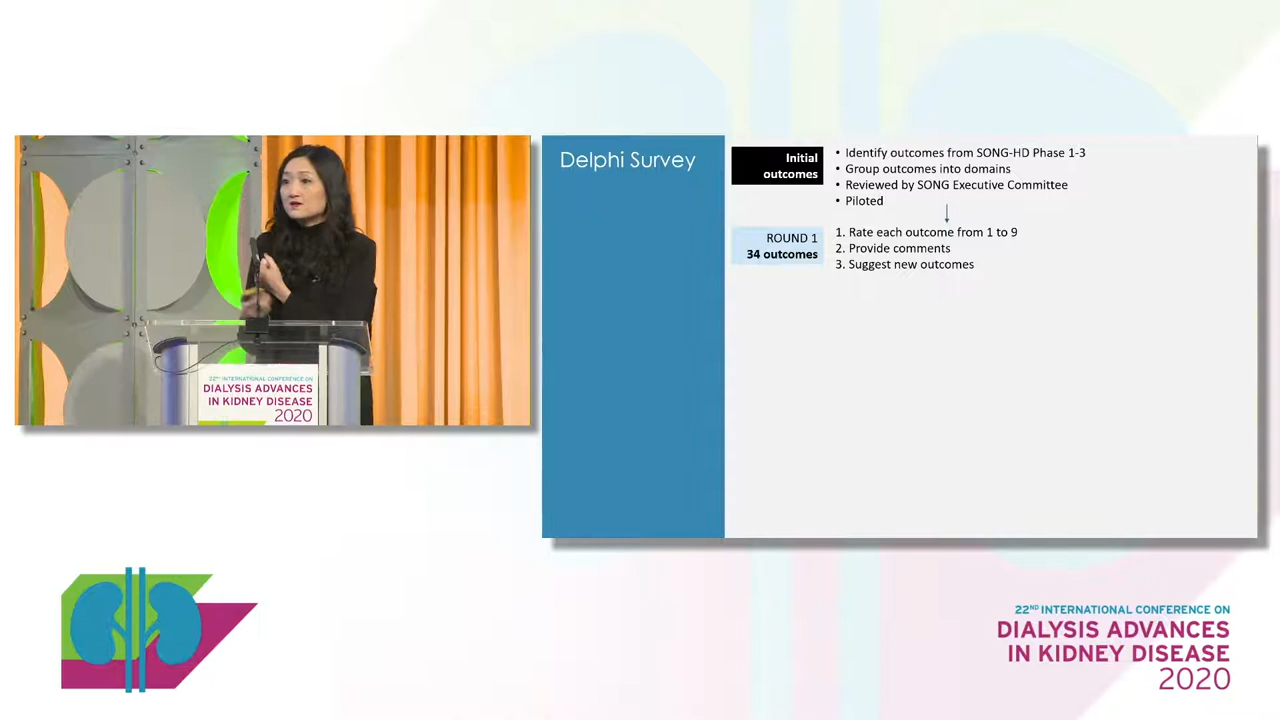 22ND INTERNATIONAL CONFERENCE ON
DIALYSIS ADVANCES
IN KIDNEY DISEASE
2020
Delphi Survey
Initial
outcomes
• Identify outcomes from SONG-HD Phase 1-3
• Group outcomes into domains
• Reviewed by SONG Executive Committee
• Piloted
ROUND 1
34 outcomes
1. Rate each outcome from 1 to 9
2. Provide comments
3. Suggest new outcomes
22ND INTERNATIONAL CONFERENCE ON
DIALYSIS ADVANCES
IN KIDNEY DISEASE
2020